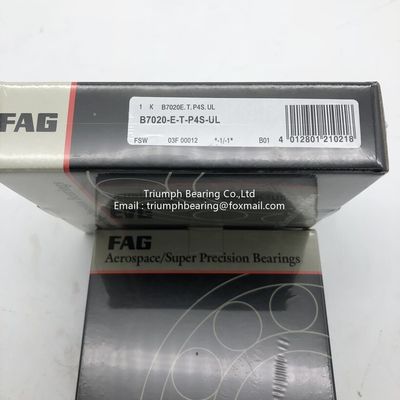 1 K B7020E.T.P4S.UL
B7020-E-T-P4S-UL
FSW 03F 00012 *-1/-1* B01 4 012801 210218
FAG
Triumph Bearing Co.,Ltd
Email : triumphbearing@foxmail.com
FAG
Aerospace/Super Precision Bearings